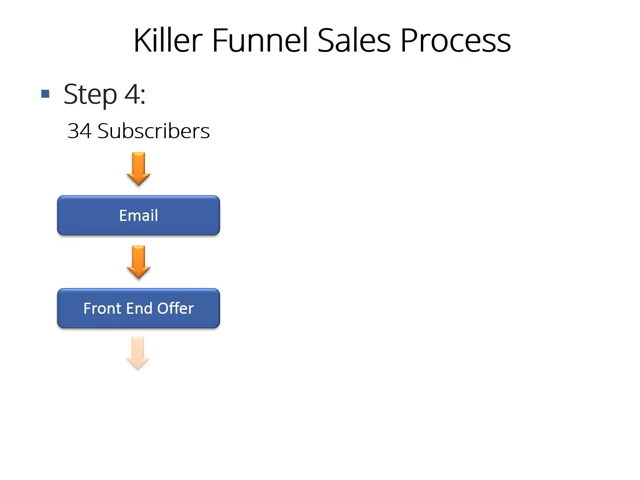 Killer Funnel Sales Process
Step 4:
34 Subscribers
Email
Front End Offer